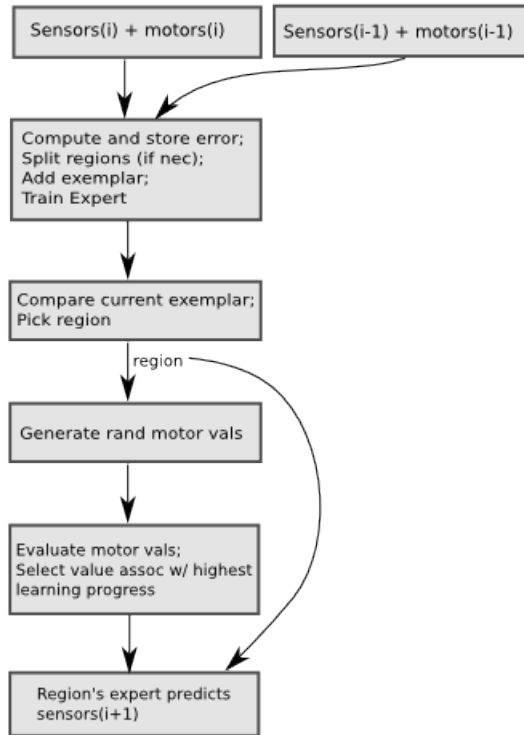 Sensors(i) + motors(i)
Sensors(i-1) + motors(i-1)
Compute and store error;
Split regions (if nec);
Add exemplar;
Train Expert
Compare current exemplar;
Pick region
region
Generate rand motor vals
Evaluate motor vals;
Select value assoc w/ highest
learning progress
Region's expert predicts
sensors(i+1)